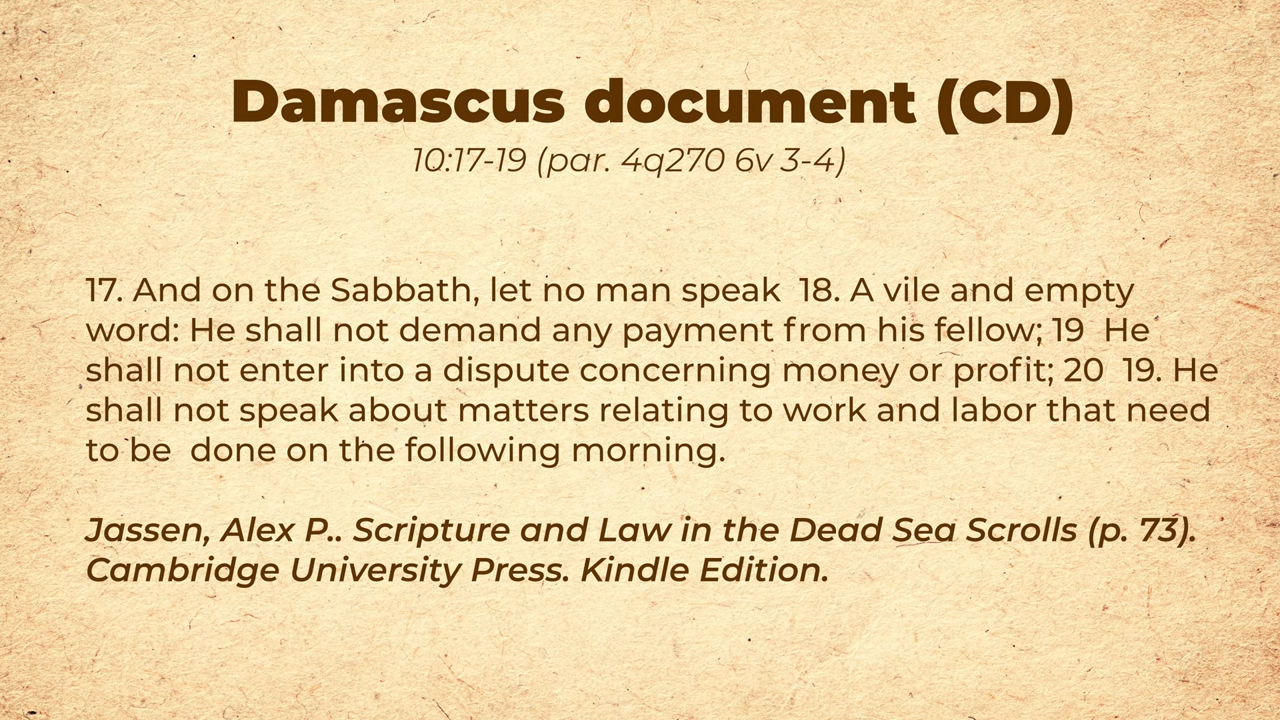 Damascus document (CD)
10:17-19 (par. 4q270 6v 3-4)
17. And on the Sabbath, let no man speak  18. A vile and empty
word: He shall not demand any payment from his fellow; 19  He
shall not enter into a dispute concerning money or profit; 20  19. He
shall not speak about matters relating to work and labor that need
to be  done on the following morning.
Jassen, Alex P.. Scripture and Law in the Dead Sea Scrolls (p. 73).
Cambridge University Press. Kindle Edition.